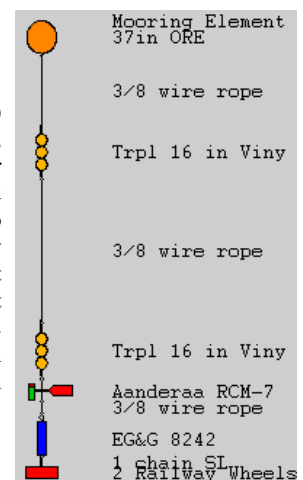 Mooring Element
37in ORE
3/8 wire rope
Trpl 16 in Viny
3/8 wire rope
Trpl 16 in Viny
Aanderaa RCM-7
3/8 wire rope
EG&G 8242
1 chain SL
2 Railway Wheels